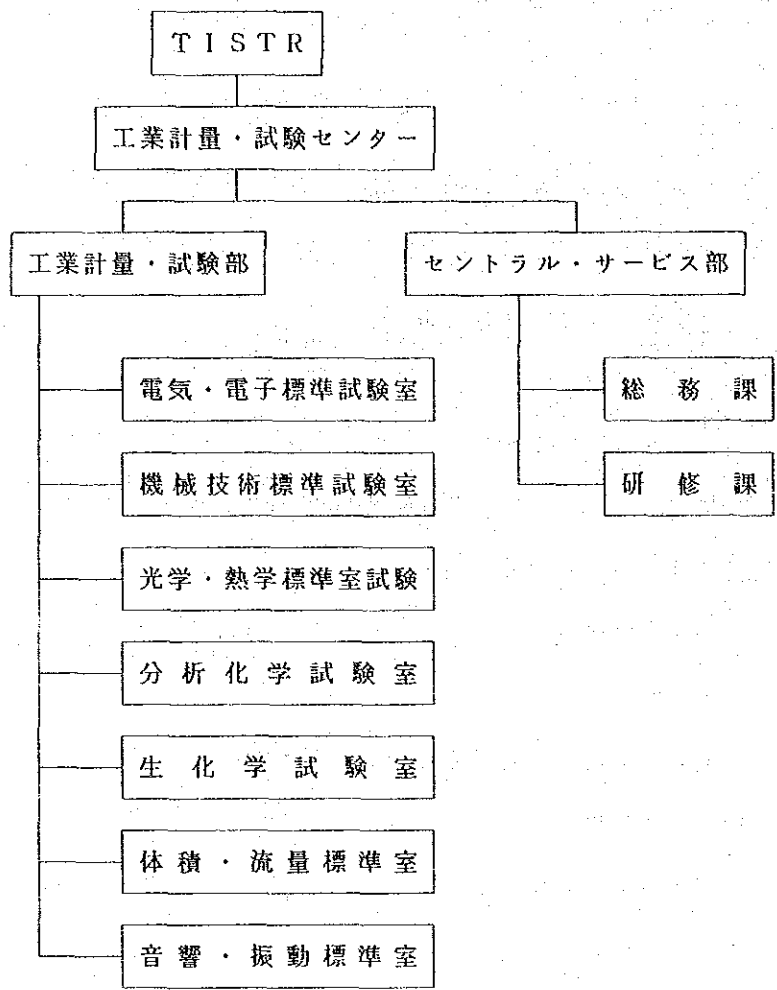 TISTR
工業計量・試験センター
工業計量・試験部
セントラル・サービス部
電気・電子標準試験室
機械技術標準試験室
光学・熱学標準室試験
分析化学試験室
生化学試験室
体積・流量標準室
音響・振動標準室
総務課
研修課